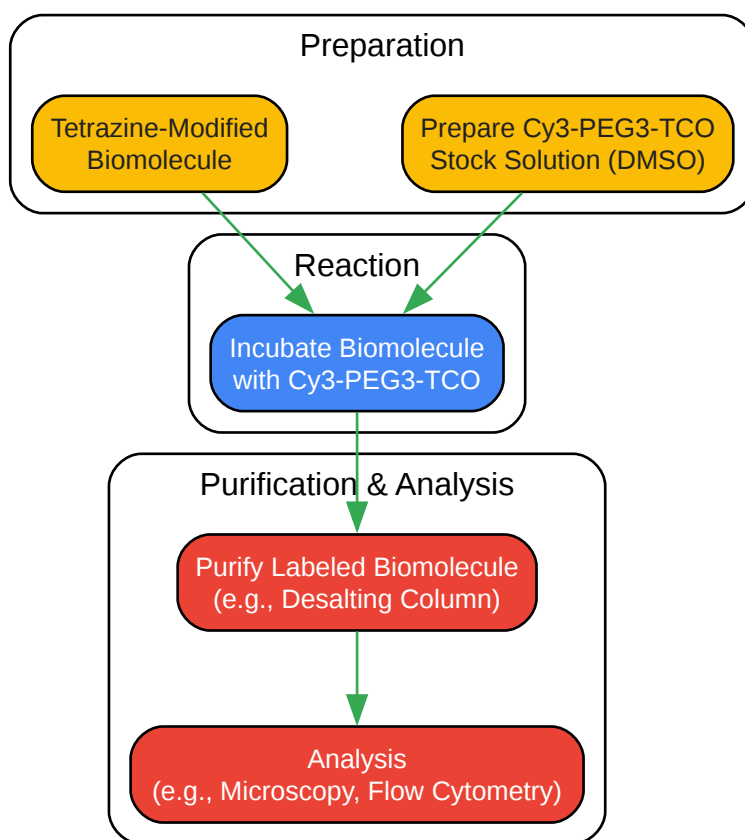 Preparation
Tetrazine-Modified
Biomolecule
Prepare Cy3-PEG3-TCO
Stock Solution (DMSO)
Reaction
Incubate Biomolecule
with Cy3-PEG3-TCO
Purification & Analysis
Purify Labeled Biomolecule
(e.g., Desalting Column)
Analysis
(e.g., Microscopy, Flow Cytometry)